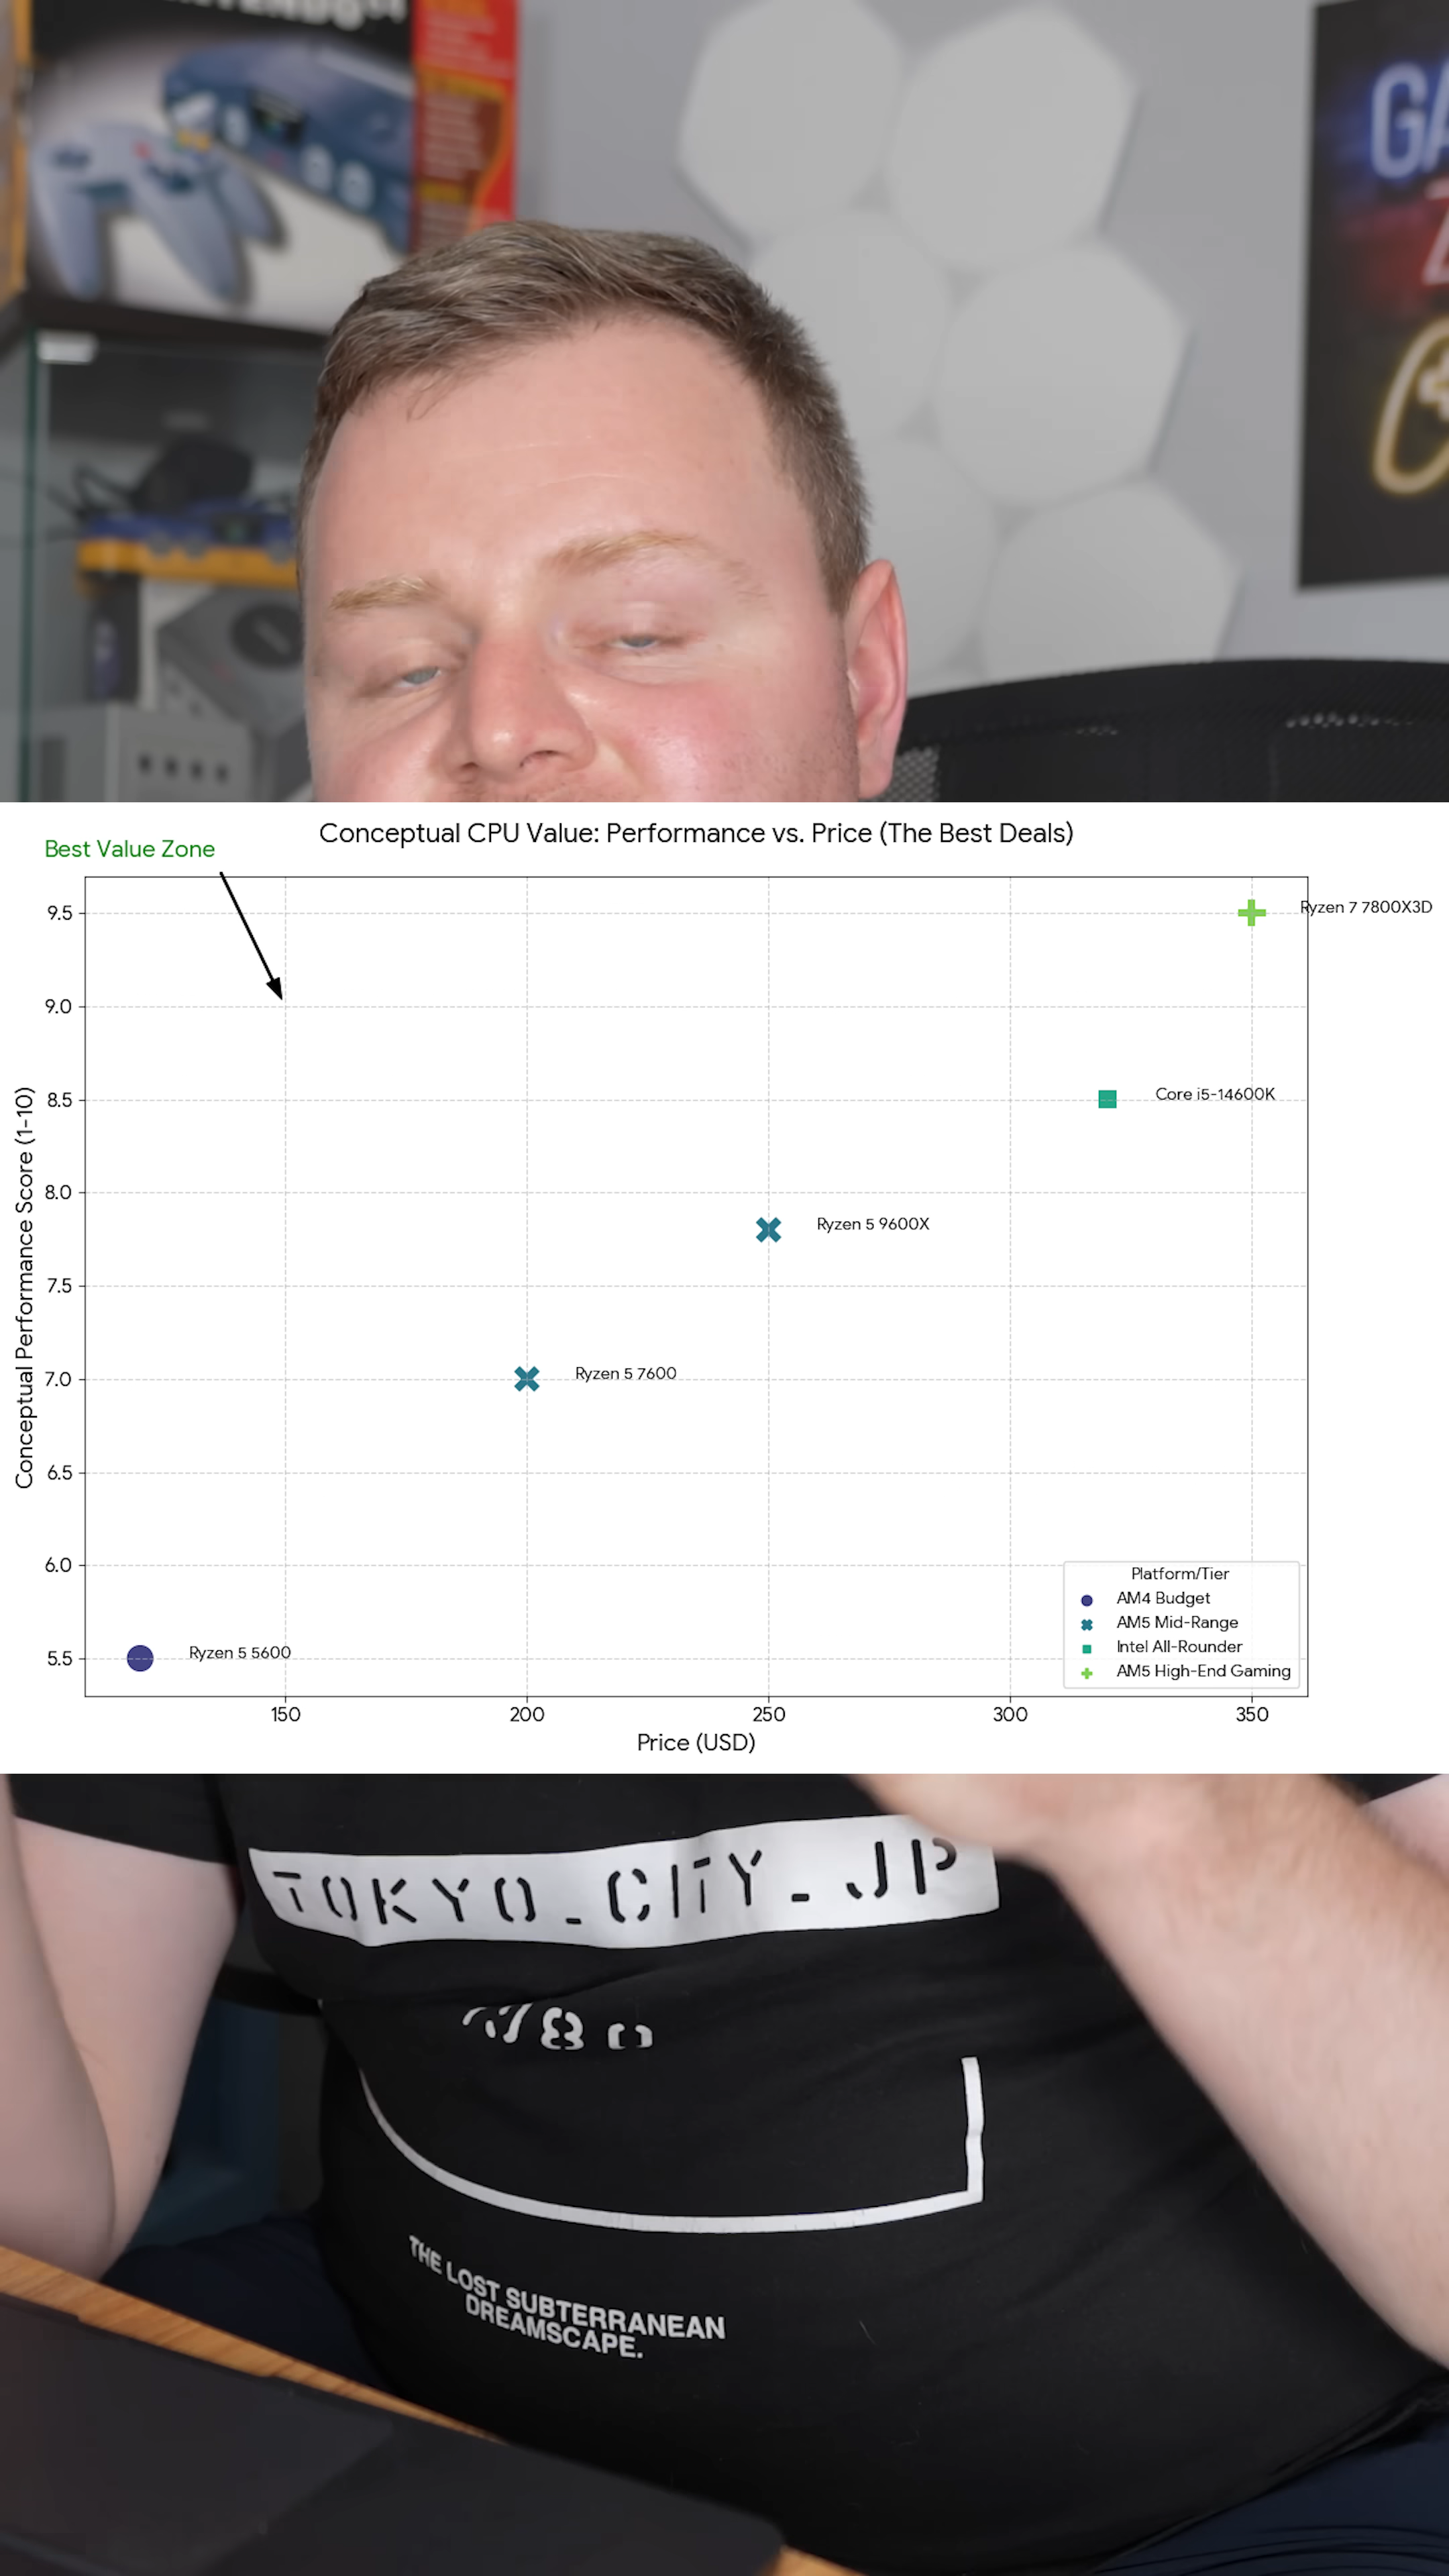 Conceptual CPU Value: Performance vs. Price (The Best Deals)
Best Value Zone
Conceptual Performance Score (1-10)
9.5
9.0
8.5
8.0
7.5
7.0
6.5
6.0
5.5
Ryzen 7 7800X3D
Core i5-14600K
Ryzen 5 9600X
Ryzen 5 7600
Ryzen 5 5600
Platform/Tier
AM4 Budget
AM5 Mid-Range
Intel All-Rounder
AM5 High-End Gaming
150 200 250 300 350
Price (USD)
TOKYO_CITY_JP
THE LOST SUBTERRANEAN
DREAMSCAPE.